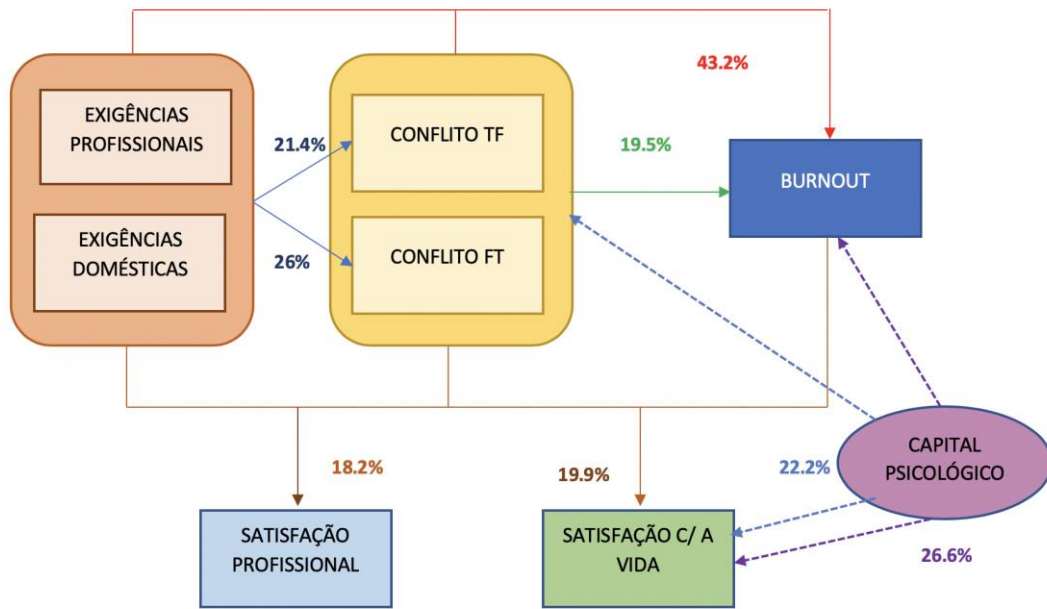 43.2%
EXIGÊNCIAS
PROFISSIONAIS
21.4%
CONFLITO TF
19.5%
BURNOUT
EXIGÊNCIAS
DOMÉSTICAS
26%
CONFLITO FT
18.2%
19.9%
22.2%
CAPITAL
PSICOLÓGICO
SATISFAÇÃO
PROFISSIONAL
SATISFAÇÃO C/ A
VIDA
26.6%